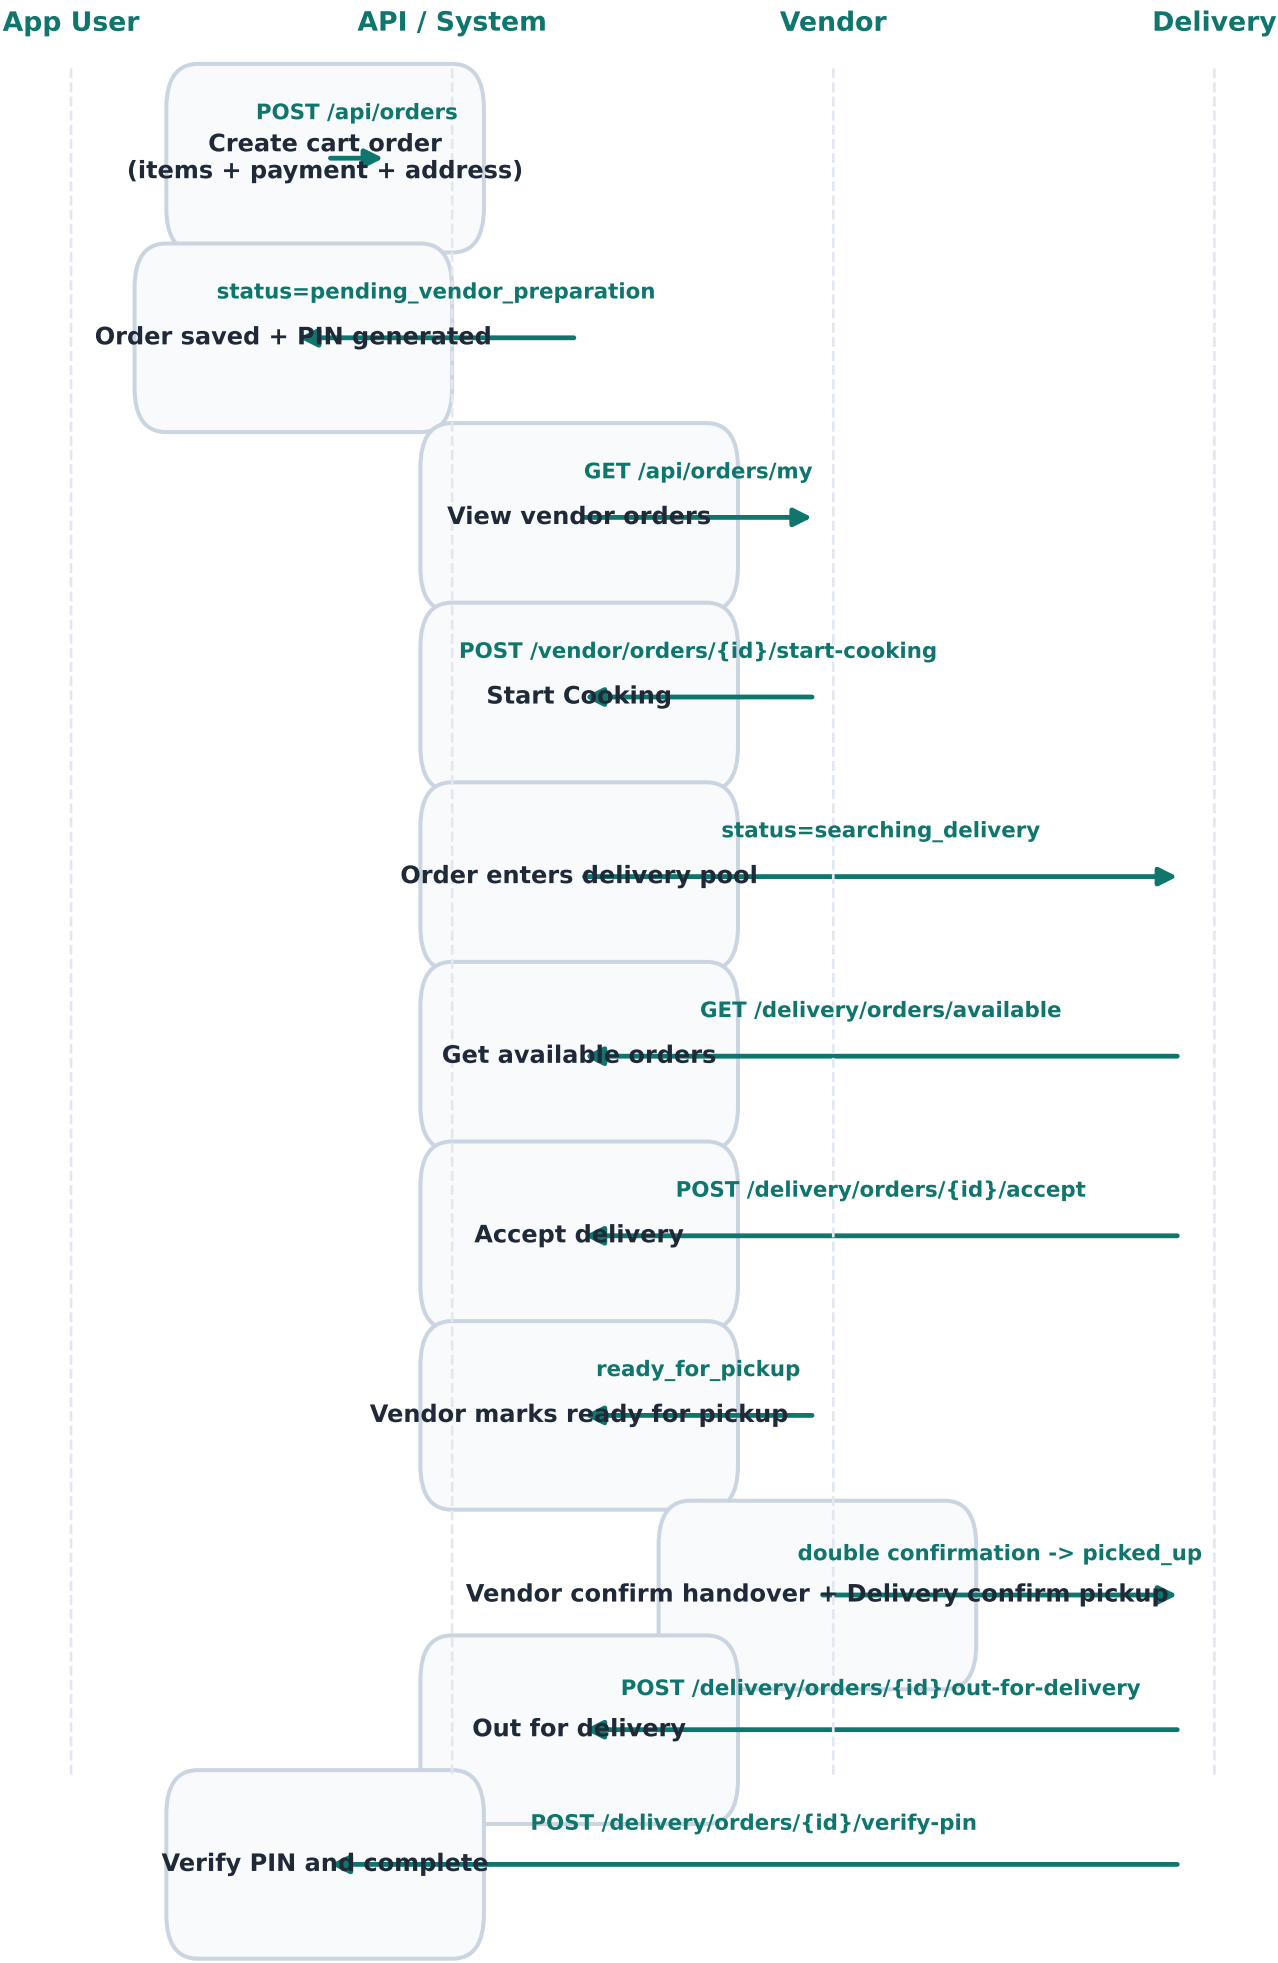 App User
API / System
Vendor
Delivery
POST /api/orders
Create cart order
(items + payment + address)
status=pending_vendor_preparation
Order saved + PIN generated
GET /api/orders/my
View vendor orders
POST /vendor/orders/{id}/start-cooking
Start Cooking
status=searching_delivery
Order enters delivery pool
GET /delivery/orders/available
Get available orders
POST /delivery/orders/{id}/accept
Accept delivery
ready_for_pickup
Vendor marks ready for pickup
double confirmation -> picked_up
Vendor confirm handover + Delivery confirm pickup
POST /delivery/orders/{id}/out-for-delivery
Out for delivery
POST /delivery/orders/{id}/verify-pin
Verify PIN and complete